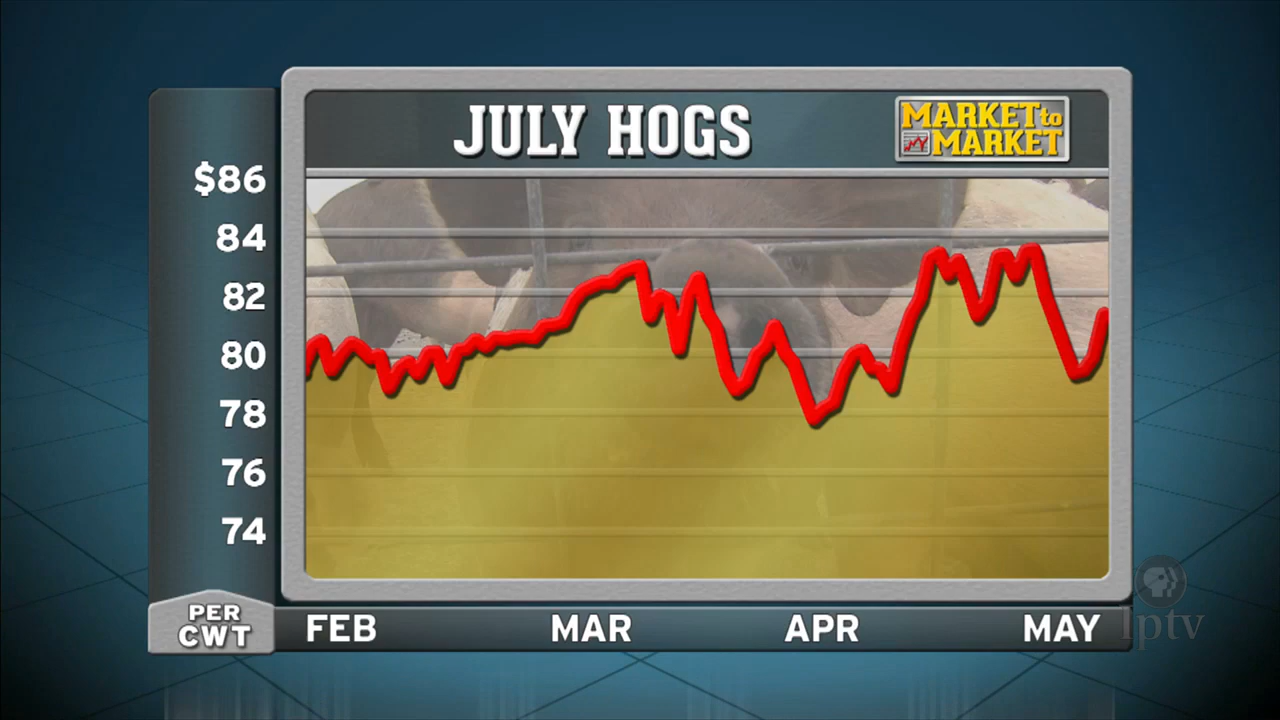 JULY HOGS
MARKET to
MARKET
$86
84
82
80
78
76
74
PER
CWT
FEB MAR APR MAY
Iptv